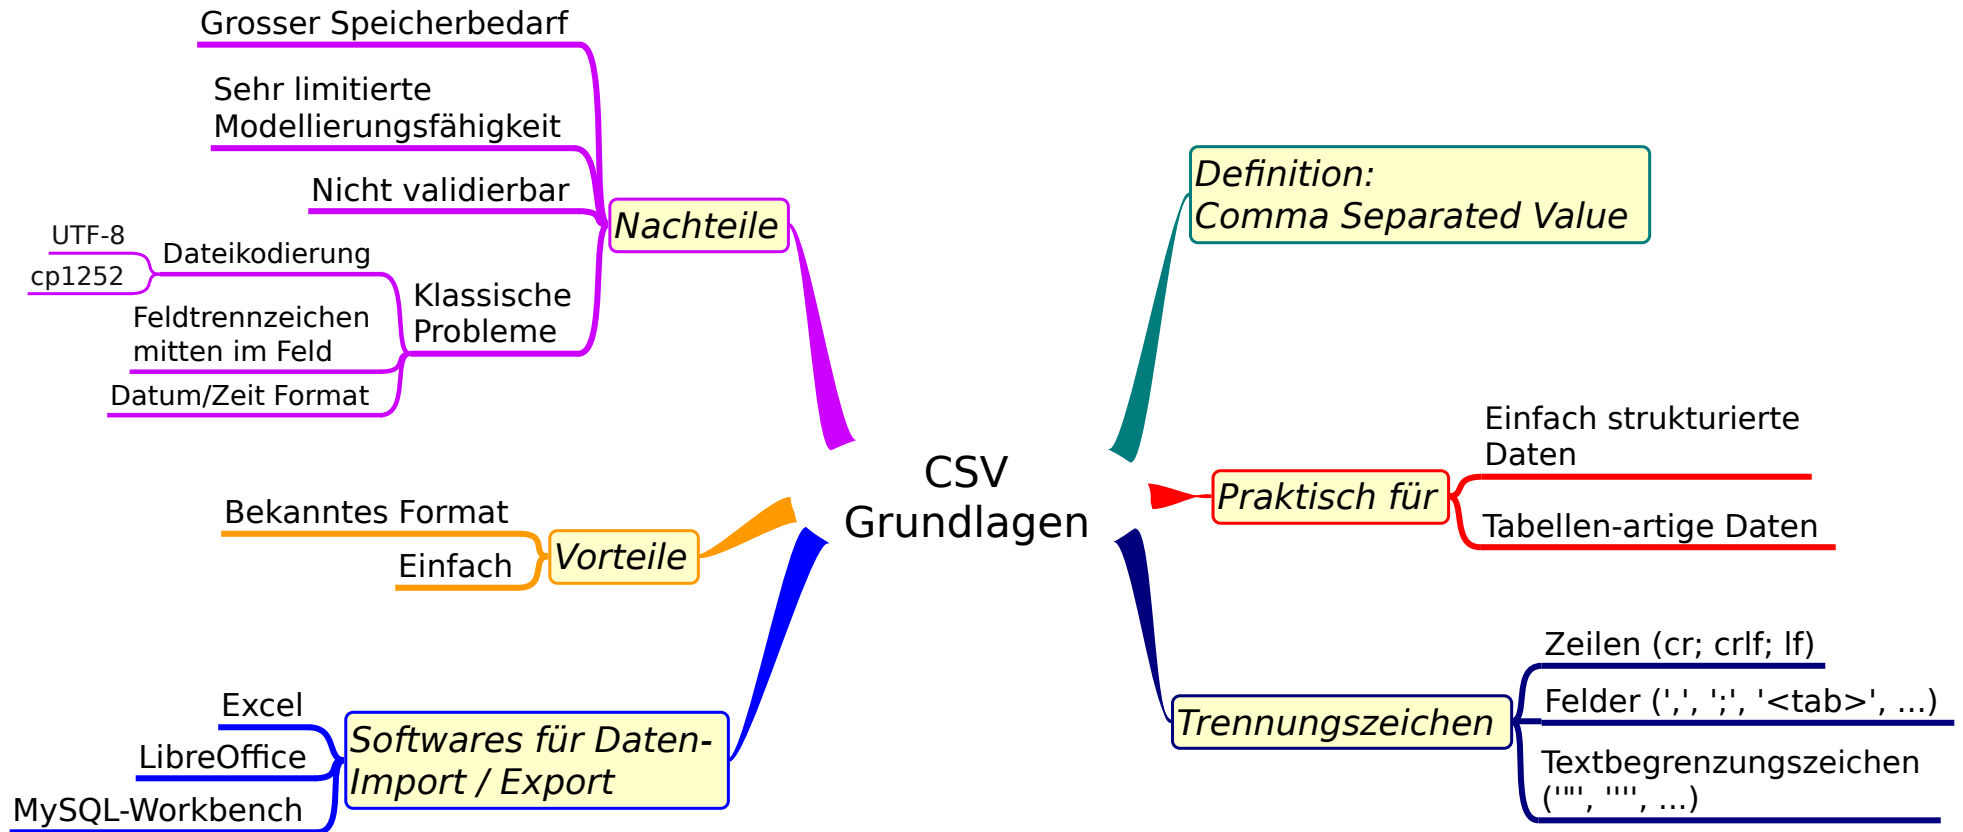 CSV
Grundlagen
Definition:
Comma Separated Value
Praktisch für
Einfach strukturierte
Daten
Tabellen-artige Daten
Trennungszeichen
Zeilen (cr; crlf; lf)
Felder (',', ';', '<tab>', ...)
Textbegrenzungszeichen
('"', '''', ...)
Nachteile
Grosser Speicherbedarf
Sehr limitierte
Modellierungsfähigkeit
Nicht validierbar
Klassische
Probleme
Dateikodierung
UTF-8
cp1252
Feldtrennzeichen
mitten im Feld
Datum/Zeit Format
Vorteile
Bekanntes Format
Einfach
Softwares für Daten-
Import / Export
Excel
LibreOffice
MySQL-Workbench